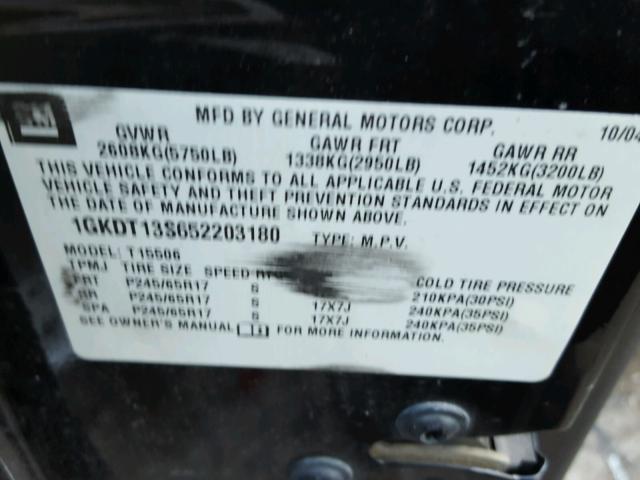 GM MFD BY GENERAL MOTORS CORP. 10/04
GVWR GAWR FRT GAWR RR
2608KG(5750LB) 1338KG(2950LB) 1452KG(3200LB)
THIS VEHICLE CONFORMS TO ALL APPLICABLE U.S. FEDERAL MOTOR
VEHICLE SAFETY AND THEFT PREVENTION STANDARDS IN EFFECT ON
THE DATE OF MANUFACTURE SHOWN ABOVE.
1GKDT13S652203180 TYPE: M.P.V.
MODEL: T15506
TPMJ TIRE SIZE SPEED COLD TIRE PRESSURE
FRT P245/65R17 S 210KPA(30PSI)
RR P245/65R17 S 17X7J 240KPA(35PSI)
SPA P245/65R17 S 17X7J 240KPA(35PSI)
SEE OWNER'S MANUAL FOR MORE INFORMATION.